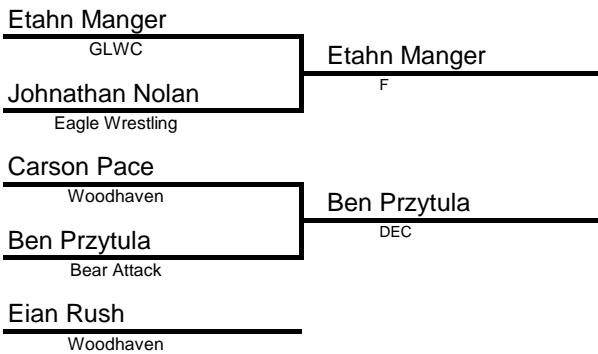 Etahn Manger
GLWC
Etahn Manger
F
Johnathan Nolan
Eagle Wrestling
Carson Pace
Woodhaven
Ben Przytula
DEC
Ben Przytula
Bear Attack
Eian Rush
Woodhaven